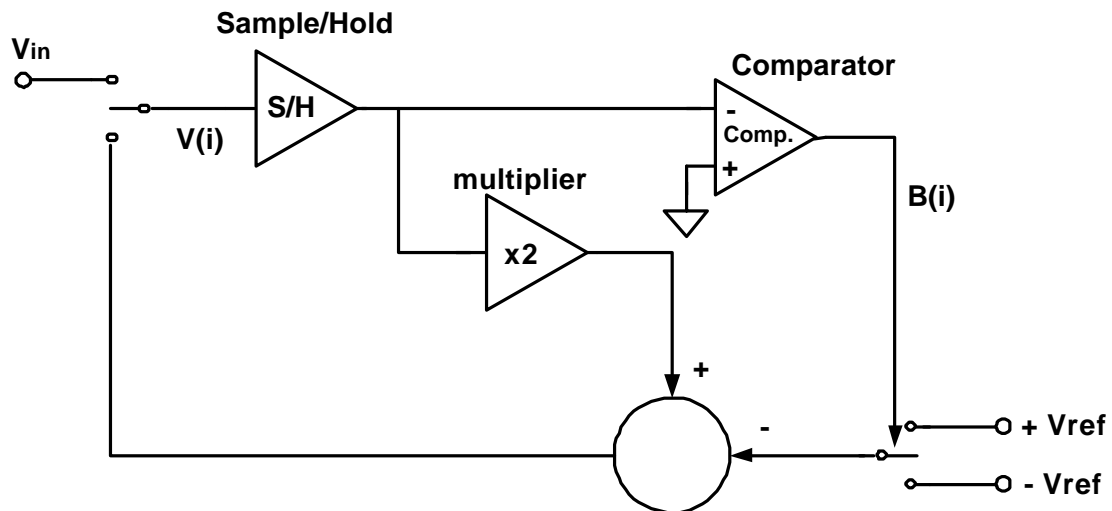 Sample/Hold
Vin
S/H
V(i)
Comparator
-
Comp.
+
B(i)
multiplier
x2
+
-
+ Vref
- Vref